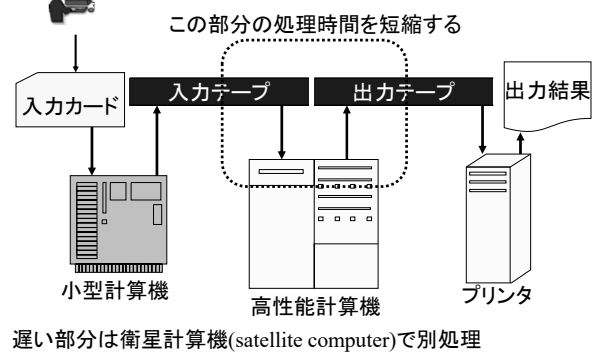 この部分の処理時間を短縮する
入力カード
入力テープ
出力テープ
出力結果
小型計算機
高性能計算機
プリンタ
遅い部分は衛星計算機(satellite computer)で別処理